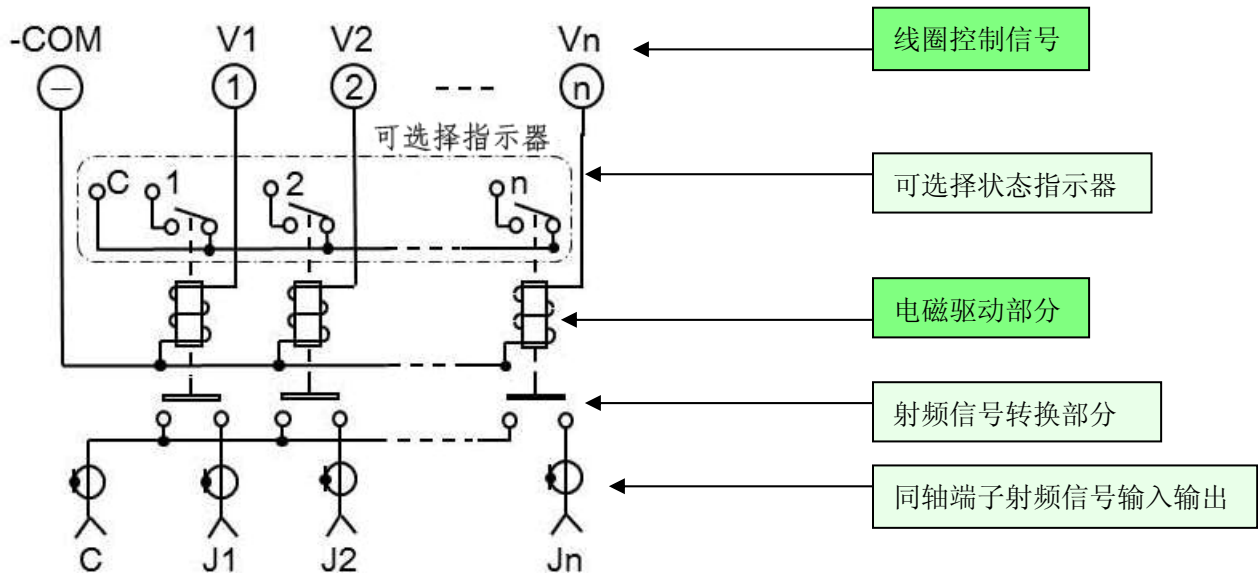 -COM V1 V2 Vn
− 1 2 ---- n
线圈控制信号
可选择指示器
C 1 2 n
可选择状态指示器
电磁驱动部分
射频信号转换部分
同轴端子射频信号输入输出
C J1 J2 Jn